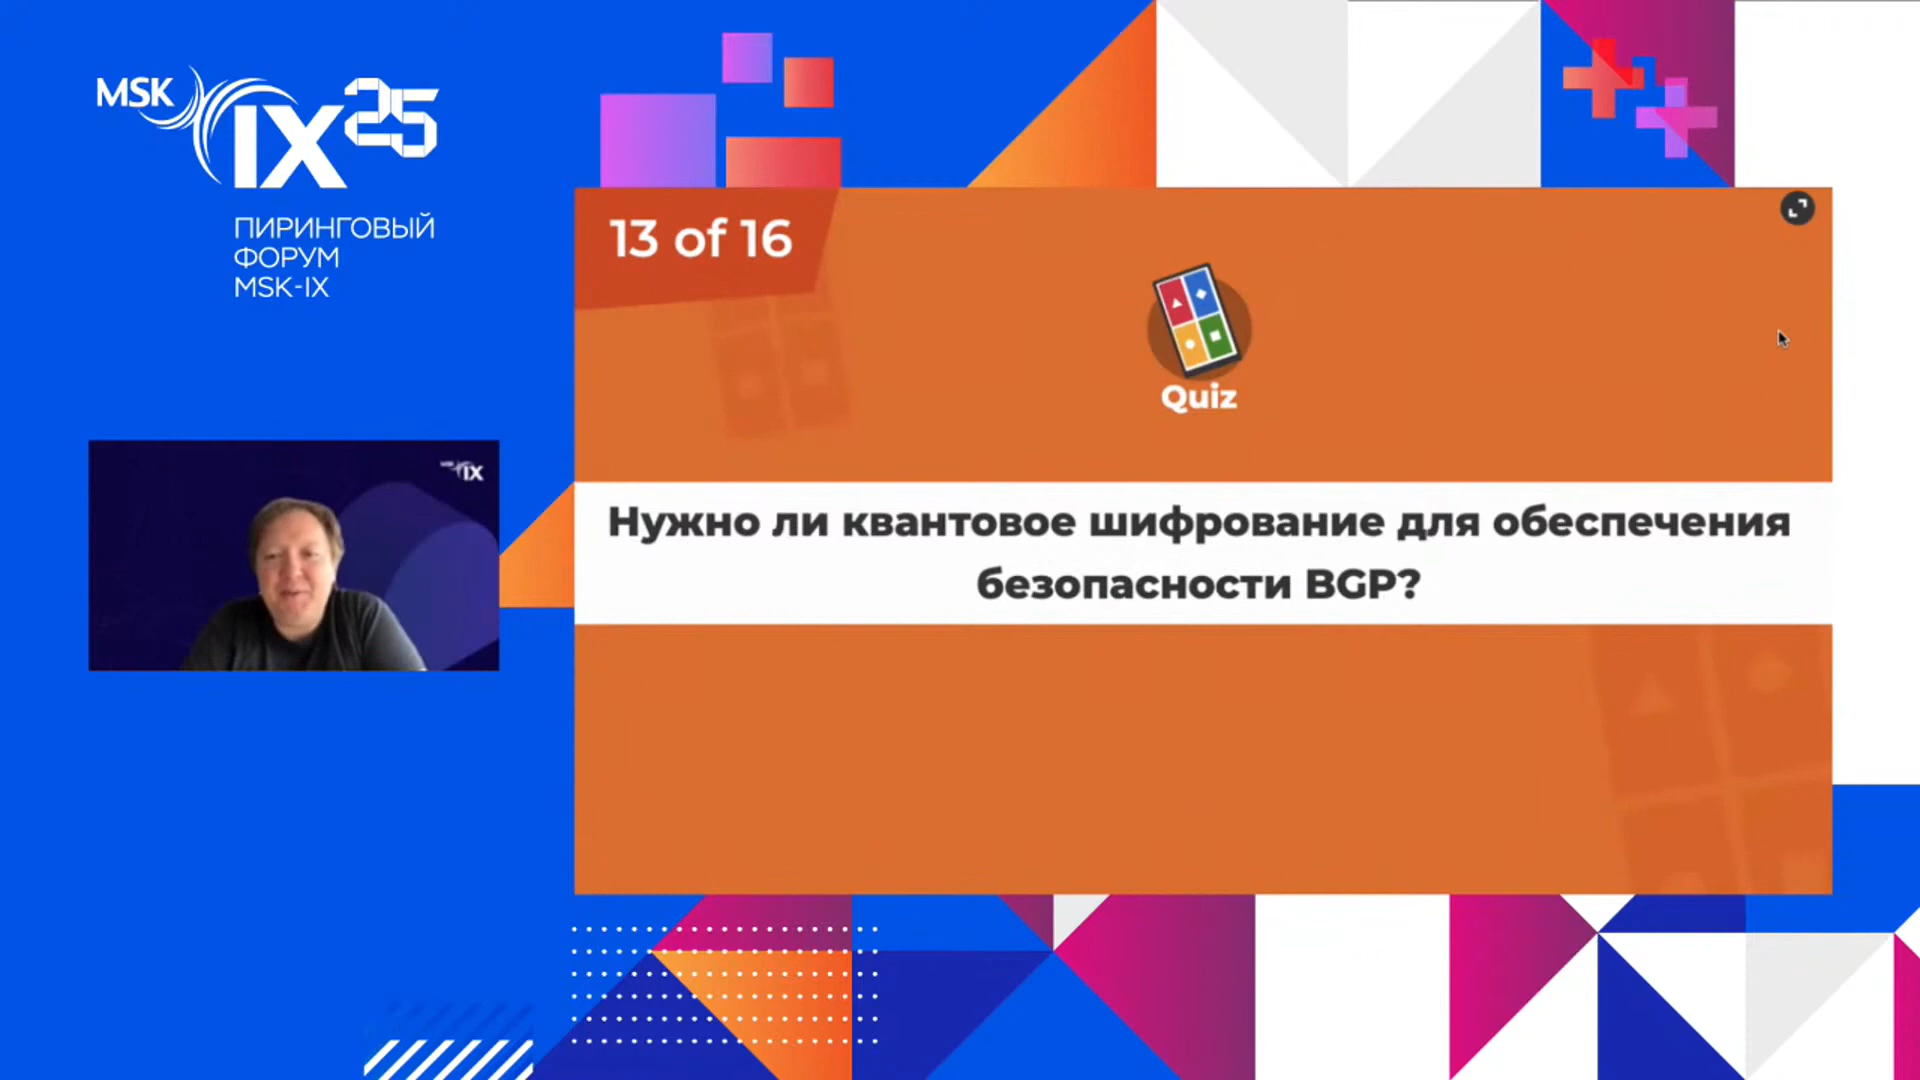 MSK
IX 25
ПИРИНГОВЫЙ
ФОРУМ
MSK-IX
13 of 16
Quiz
Нужно ли квантовое шифрование для обеспечения
безопасности BGP?
MSK IX